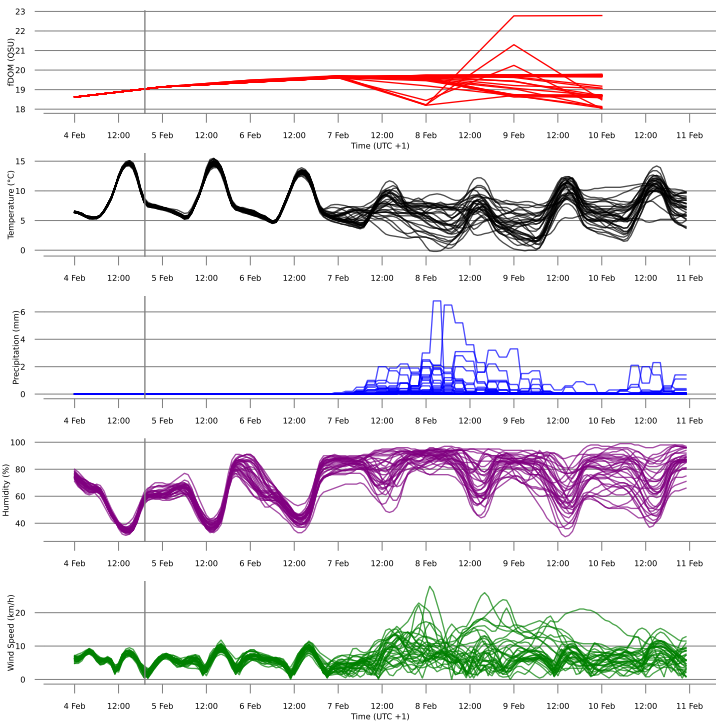 fDOM (QSU)
23
22
21
20
19
18
4 Feb 12:00 5 Feb 12:00 6 Feb 12:00 7 Feb 12:00 8 Feb 12:00 9 Feb 12:00 10 Feb 12:00 11 Feb
Time (UTC +1)
Temperature (°C)
15
10
5
0
4 Feb 12:00 5 Feb 12:00 6 Feb 12:00 7 Feb 12:00 8 Feb 12:00 9 Feb 12:00 10 Feb 12:00 11 Feb
Precipitation (mm)
6
4
2
0
4 Feb 12:00 5 Feb 12:00 6 Feb 12:00 7 Feb 12:00 8 Feb 12:00 9 Feb 12:00 10 Feb 12:00 11 Feb
Humidity (%)
100
80
60
40
4 Feb 12:00 5 Feb 12:00 6 Feb 12:00 7 Feb 12:00 8 Feb 12:00 9 Feb 12:00 10 Feb 12:00 11 Feb
Wind Speed (km/h)
20
10
0
4 Feb 12:00 5 Feb 12:00 6 Feb 12:00 7 Feb 12:00 8 Feb 12:00 9 Feb 12:00 10 Feb 12:00 11 Feb
Time (UTC +1)